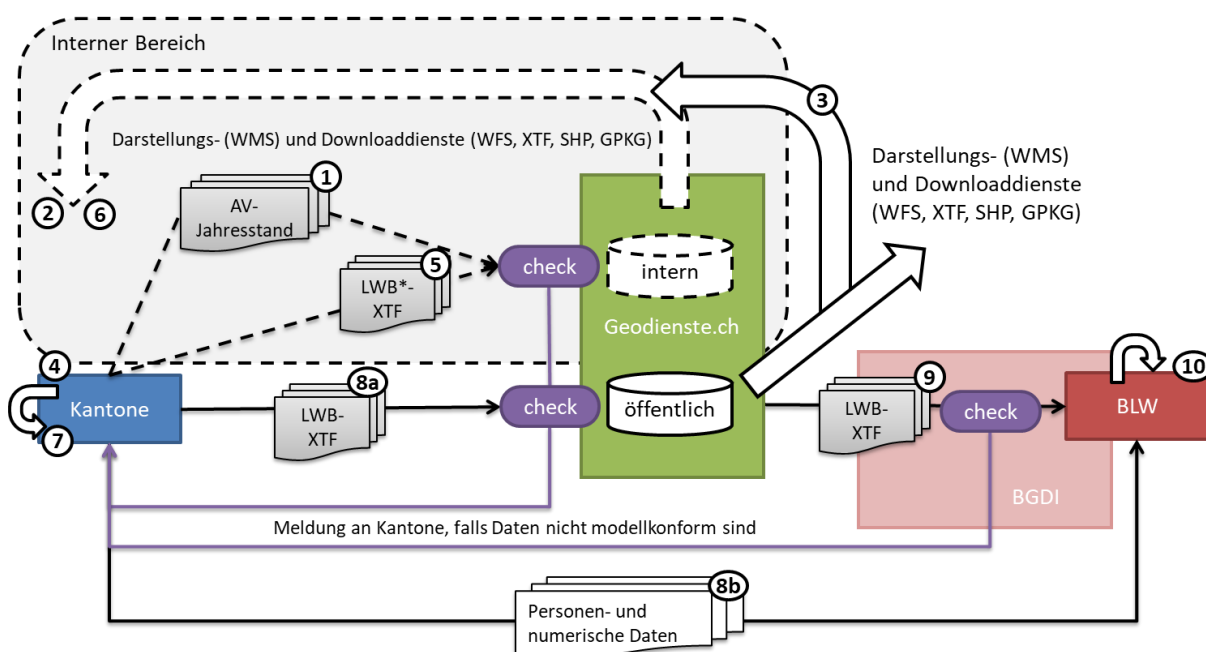 Interner Bereich
3
Darstellungs- (WMS) und Downloaddienste (WFS, XTF, SHP, GPKG)
Darstellungs- (WMS)
und Downloaddienste
(WFS, XTF, SHP, GPKG)
1
2
6
AV-
Jahresstand
5
LWB*-
XTF
check
intern
Geodienste.ch
4
Kantone
7
8a
LWB-
XTF
check
öffentlich
9
LWB-
XTF
check
10
BLW
BGDI
Meldung an Kantone, falls Daten nicht modellkonform sind
8b
Personen- und
numerische Daten